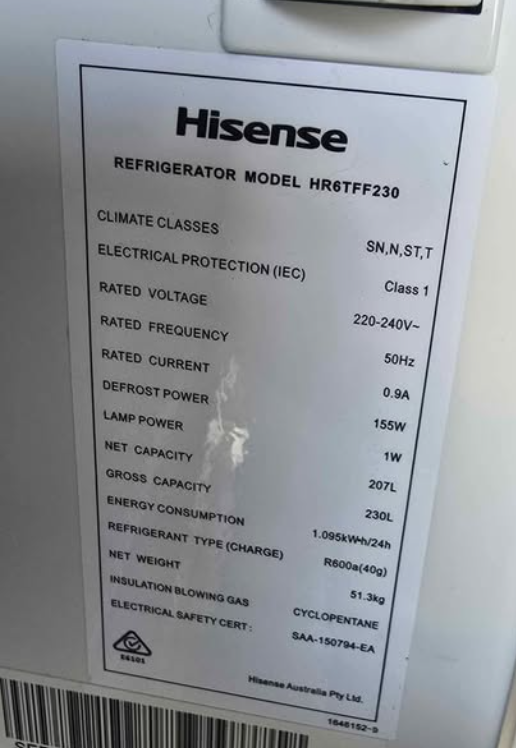 Hisense
REFRIGERATOR MODEL HR6TFF230
CLIMATE CLASSES SN,N,ST,T
ELECTRICAL PROTECTION (IEC) Class 1
RATED VOLTAGE 220-240V~
RATED FREQUENCY 50Hz
RATED CURRENT 0.9A
DEFROST POWER 155W
LAMP POWER 1W
NET CAPACITY 207L
GROSS CAPACITY 230L
ENERGY CONSUMPTION 1.095kW•h/24h
REFRIGERANT TYPE (CHARGE) R600a(40g)
NET WEIGHT 51.3kg
INSULATION BLOWING GAS CYCLOPENTANE
ELECTRICAL SAFETY CERT: SAA-150794-EA
E6101
Hisense Australia Pty Ltd.